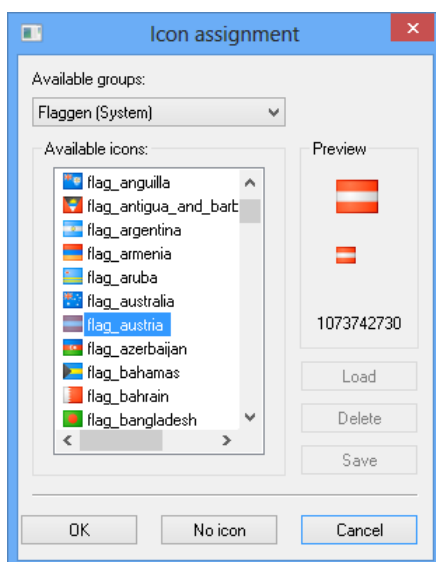 Icon assignment
Available groups:
Flaggen (System)
Available icons:
flag_anguilla
flag_antigua_and_bart
flag_argentina
flag_armenia
flag_aruba
flag_australia
flag_austria
flag_azerbaijan
flag_bahamas
flag_bahrain
flag_bangladesh
Preview
1073742730
Load
Delete
Save
OK
No icon
Cancel